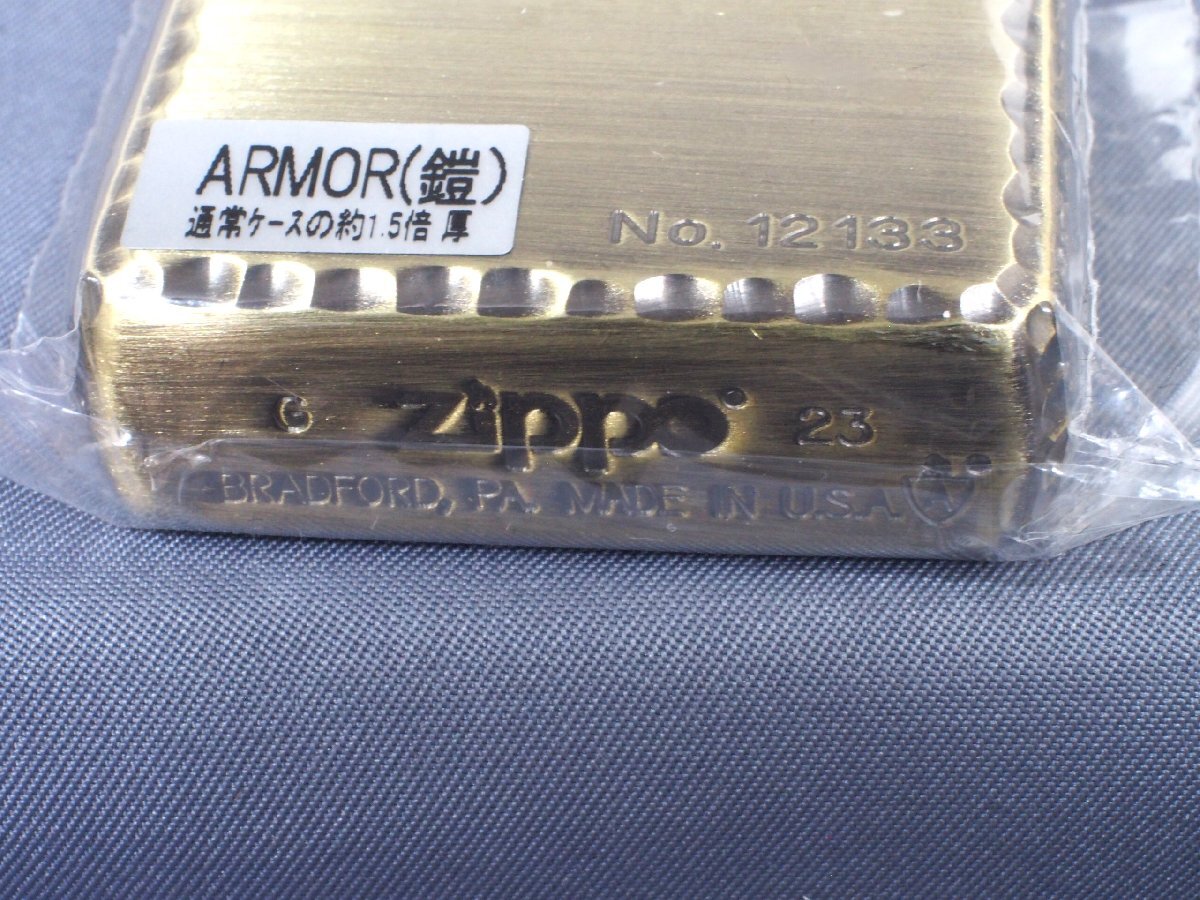 ARMOR(鎧)
通常ケースの約1.5倍 厚
No. 12133
G zippo 23
BRADFORD, PA. MADE IN U.S.A.